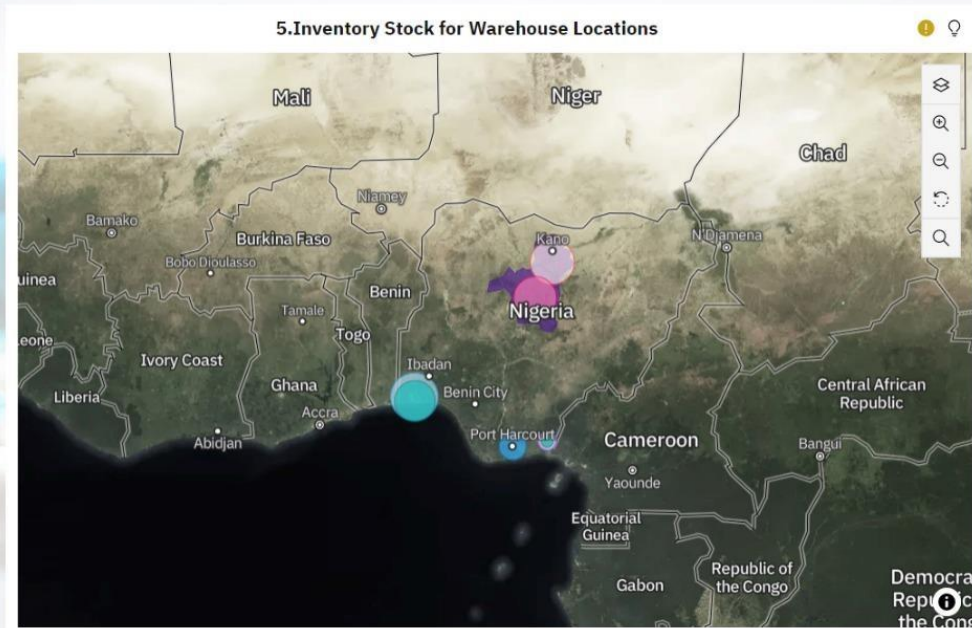 5.Inventory Stock for Warehouse Locations
Mali
Niger
Chad
Niamey
Bamako
Kano
N'Djamena
Burkina Faso
Bobo Dioulasso
uinea
Benin
Nigeria
Tamale
Togo
eone
Ivory Coast
Ibadan
Ghana
Benin City
Central African
Republic
Liberia
Accra
Port Harcourt
Cameroon
Abidjan
Bangui
Yaounde
Equatorial
Guinea
Republic of
the Congo
Gabon
Democra
Rep ic
the Cong